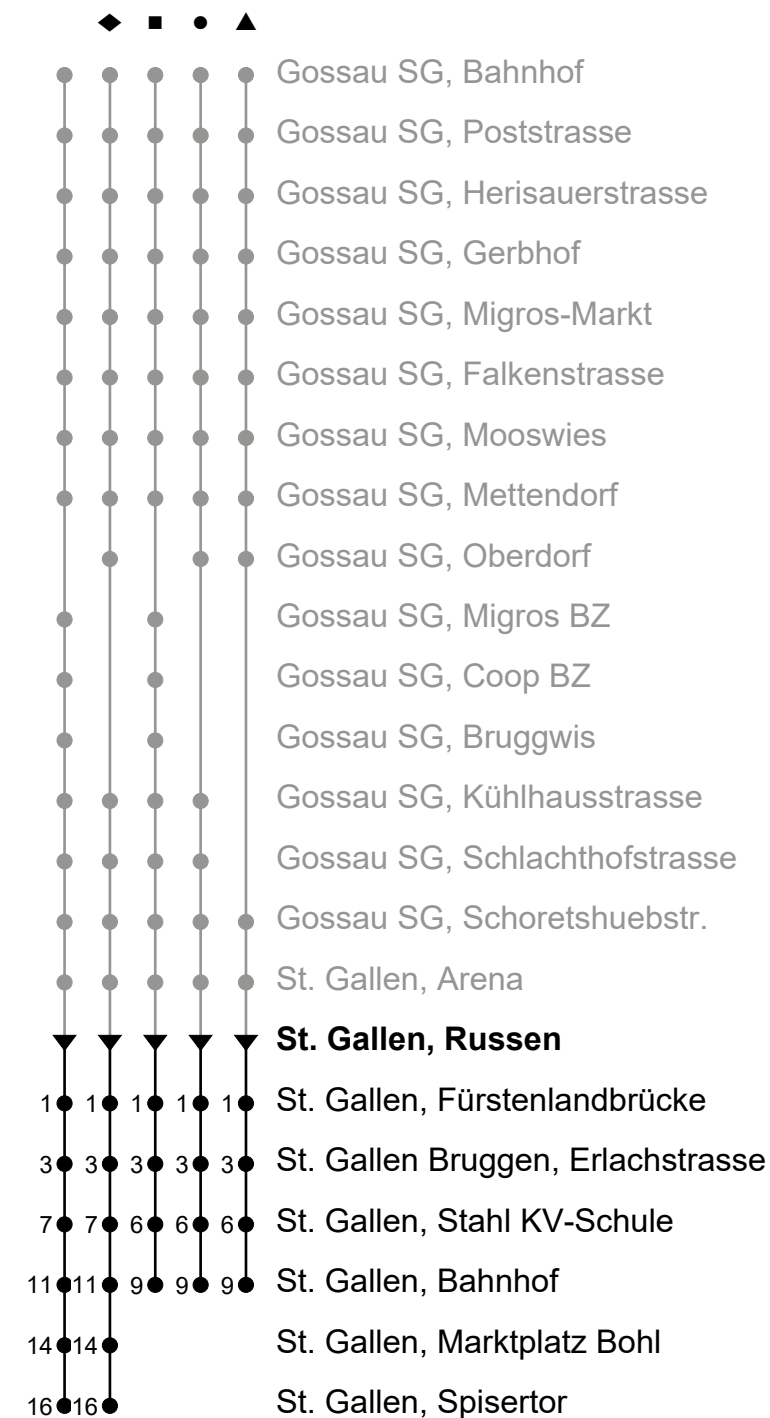 Gossau SG, Bahnhof
Gossau SG, Poststrasse
Gossau SG, Herisauerstrasse
Gossau SG, Gerbhof
Gossau SG, Migros-Markt
Gossau SG, Falkenstrasse
Gossau SG, Mooswies
Gossau SG, Mettendorf
Gossau SG, Oberdorf
Gossau SG, Migros BZ
Gossau SG, Coop BZ
Gossau SG, Bruggwis
Gossau SG, Kühlhausstrasse
Gossau SG, Schlachthofstrasse
Gossau SG, Schoretshuebstr.
St. Gallen, Arena
St. Gallen, Russen
1 1 1 1 1 St. Gallen, Fürstenlandbrücke
3 3 3 3 3 St. Gallen Bruggen, Erlachstrasse
7 7 6 6 6 St. Gallen, Stahl KV-Schule
11 11 9 9 9 St. Gallen, Bahnhof
14 14 St. Gallen, Marktplatz Bohl
16 16 St. Gallen, Spisertor